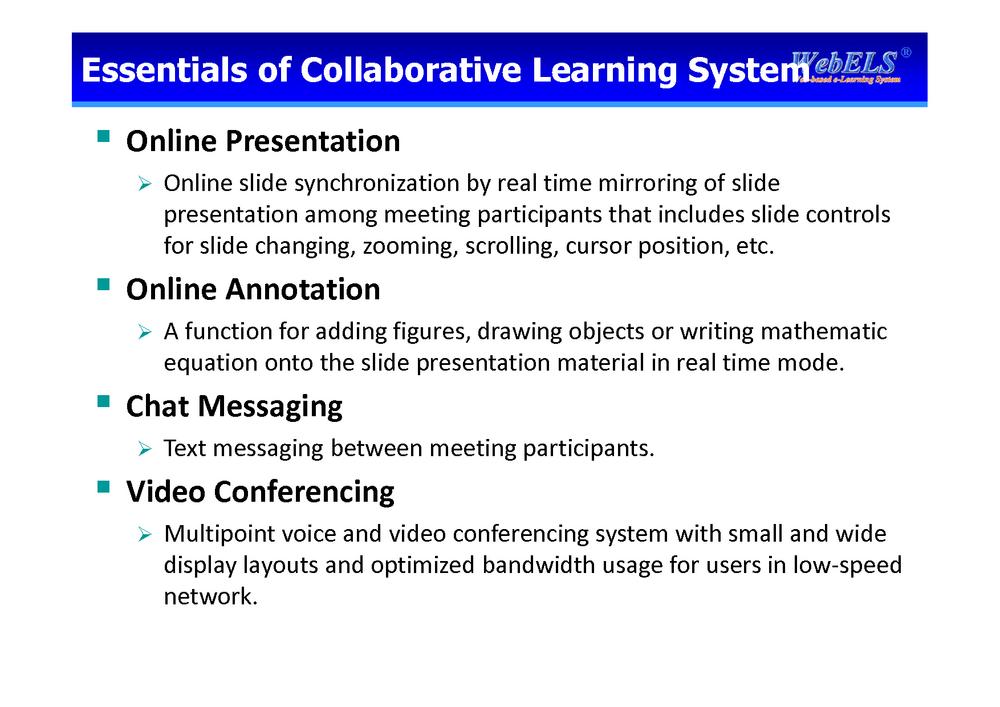 Essentials of Collaborative Learning System
WebELS®
Web-based e-Learning System
Online Presentation
Online slide synchronization by real time mirroring of slide
presentation among meeting participants that includes slide controls
for slide changing, zooming, scrolling, cursor position, etc.
Online Annotation
A function for adding figures, drawing objects or writing mathematic
equation onto the slide presentation material in real time mode.
Chat Messaging
Text messaging between meeting participants.
Video Conferencing
Multipoint voice and video conferencing system with small and wide
display layouts and optimized bandwidth usage for users in low-speed
network.